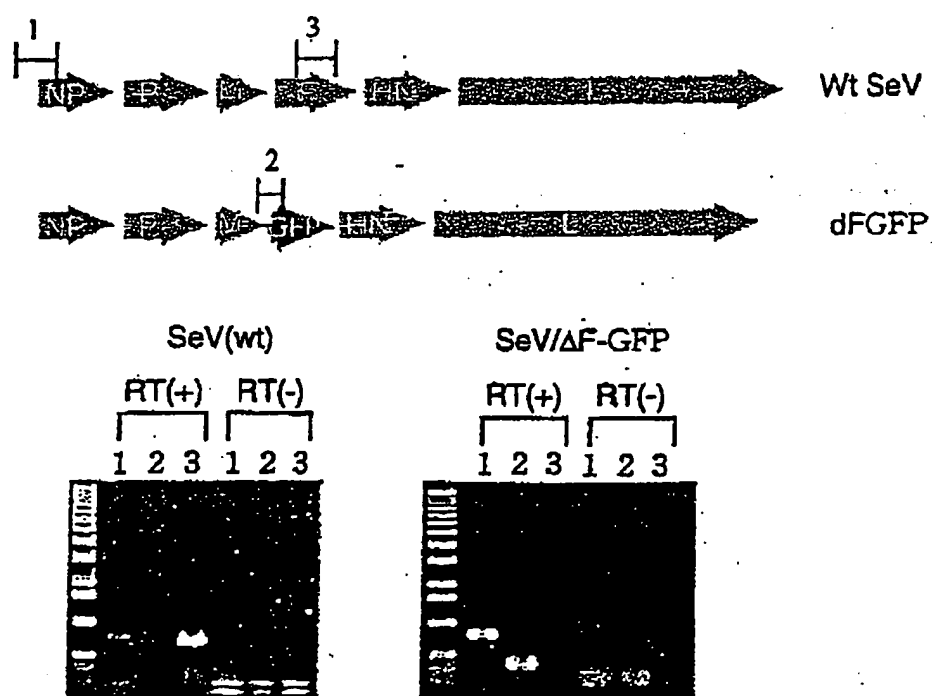 1 3
NP P M F HN L Wt SeV
2
NP P M GFP HN L dFGFP
SeV(wt) SeV/ΔF-GFP
RT(+) RT(-) RT(+) RT(-)
1 2 3 1 2 3 1 2 3 1 2 3